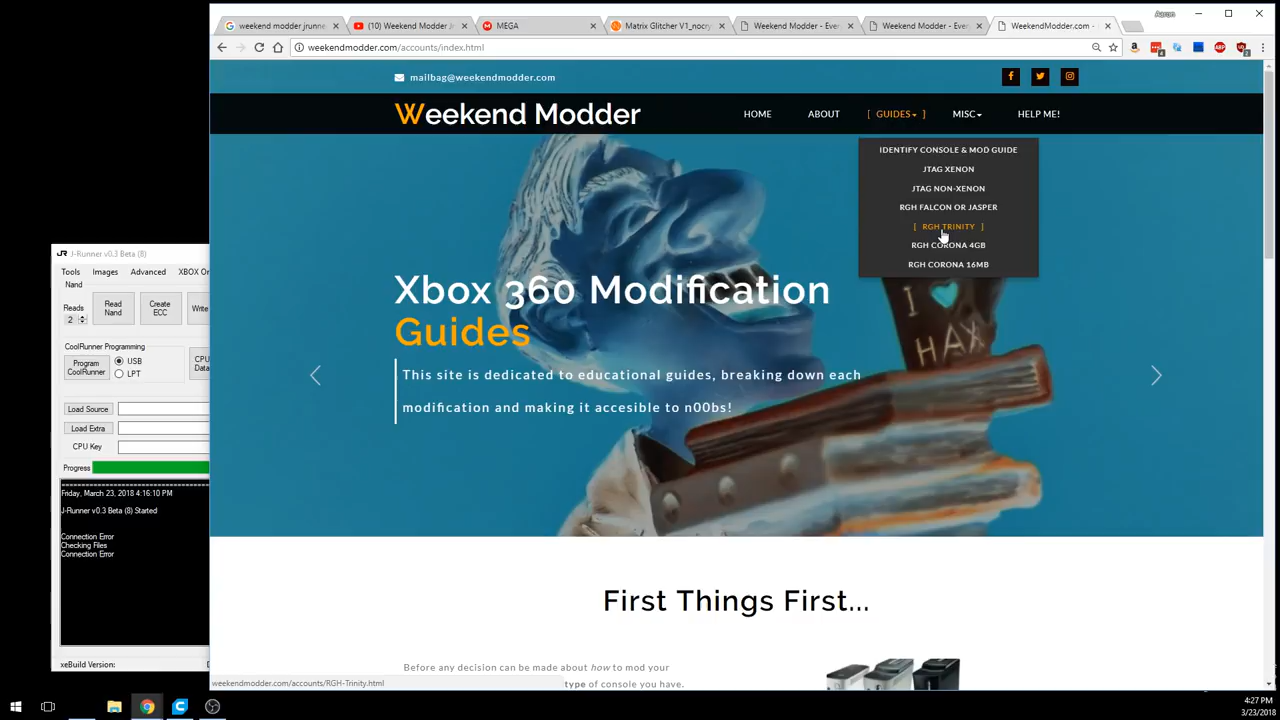 Aaron
weekend modder jrunne
(10) Weekend Modder J
MEGA
Matrix Glitcher V1_nocry
Weekend Modder - Ever
Weekend Modder - Ever
WeekendModder.com -
weekendmodder.com/accounts/index.html
mailbag@weekendmodder.com
Weekend Modder
HOME
ABOUT
[ GUIDES ]
MISC
HELP ME!
IDENTIFY CONSOLE & MOD GUIDE
JTAG XENON
JTAG NON-XENON
RGH FALCON OR JASPER
[ RGH TRINITY ]
RGH CORONA 4GB
RGH CORONA 16MB
I
HAX
Xbox 360 Modification
Guides
This site is dedicated to educational guides, breaking down each
modification and making it accesible to n00bs!
First Things First...
Before any decision can be made about how to mod your
type of console you have.
weekendmodder.com/accounts/RGH-Trinity.html
JR J-Runner v0.3 Beta (8)
Tools Images Advanced XBOX On
Nand
Reads
2
Read
Nand
Create
ECC
Write
CoolRunner Programming
Program
CoolRunner
USB
LPT
CPU
Data
Load Source
Load Extra
CPU Key
Progress
Friday, March 23, 2018 4:16:10 PM
J-Runner v0.3 Beta (8) Started
Connection Error
Checking Files
Connection Error
xeBuild Version:
4:27 PM
3/23/2018